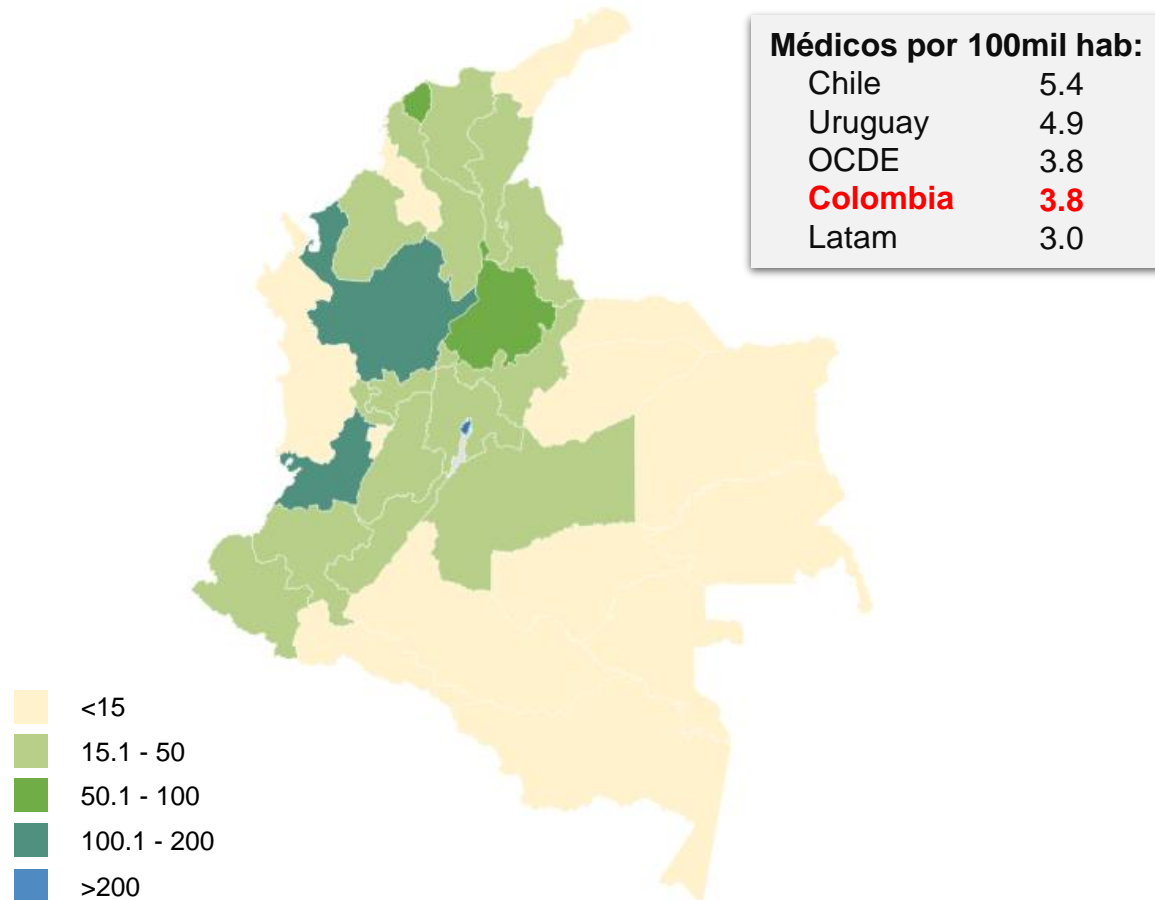 Médicos por 100mil hab:
Chile 5.4
Uruguay 4.9
OCDE 3.8
Colombia 3.8
Latam 3.0
<15
15.1 - 50
50.1 - 100
100.1 - 200
>200